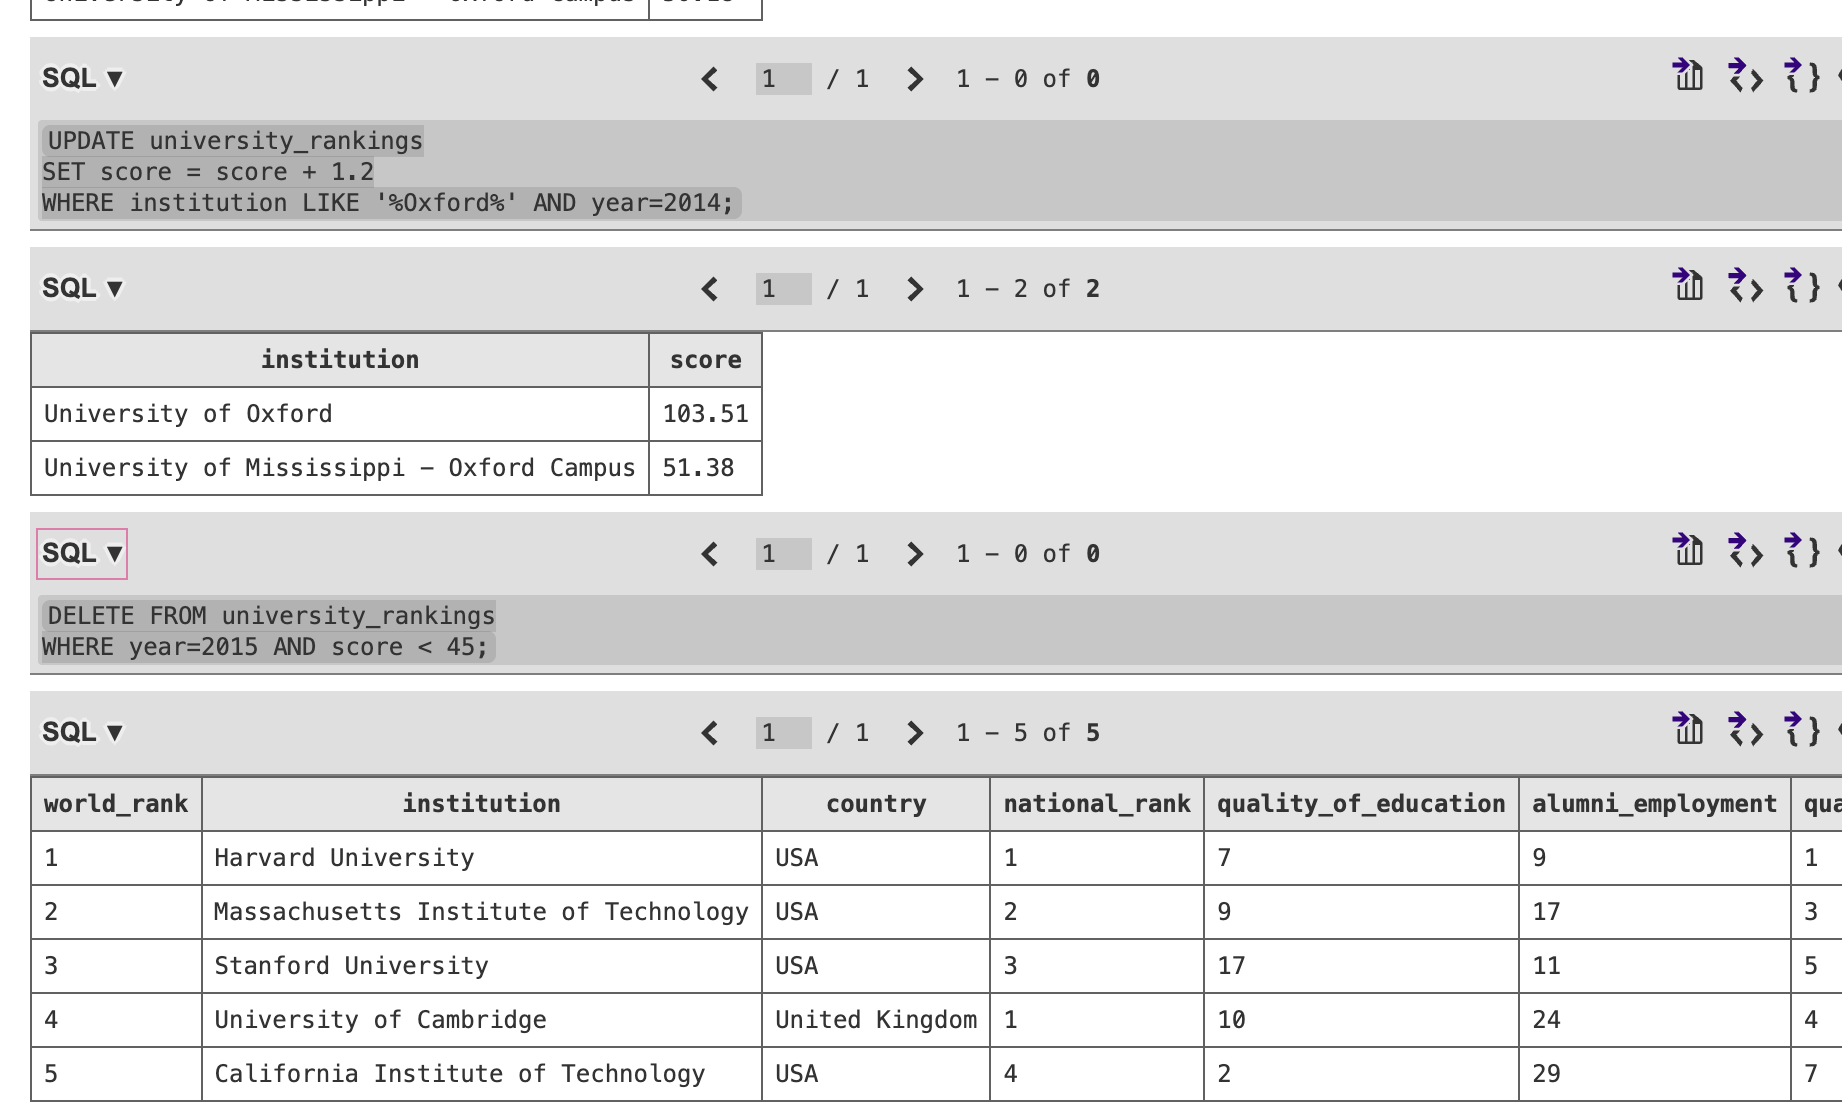 University of Mississippi – Oxford Campus
SQL ▼ 1 / 1 1 – 0 of 0
UPDATE university_rankings
SET score = score + 1.2
WHERE institution LIKE '%Oxford%' AND year=2014;
SQL ▼ 1 / 1 1 – 2 of 2
institution score
University of Oxford 103.51
University of Mississippi – Oxford Campus 51.38
SQL ▼ 1 / 1 1 – 0 of 0
DELETE FROM university_rankings
WHERE year=2015 AND score < 45;
SQL ▼ 1 / 1 1 – 5 of 5
world_rank institution country national_rank quality_of_education alumni_employment qua
1 Harvard University USA 1 7 9 1
2 Massachusetts Institute of Technology USA 2 9 17 3
3 Stanford University USA 3 17 11 5
4 University of Cambridge United Kingdom 1 10 24 4
5 California Institute of Technology USA 4 2 29 7